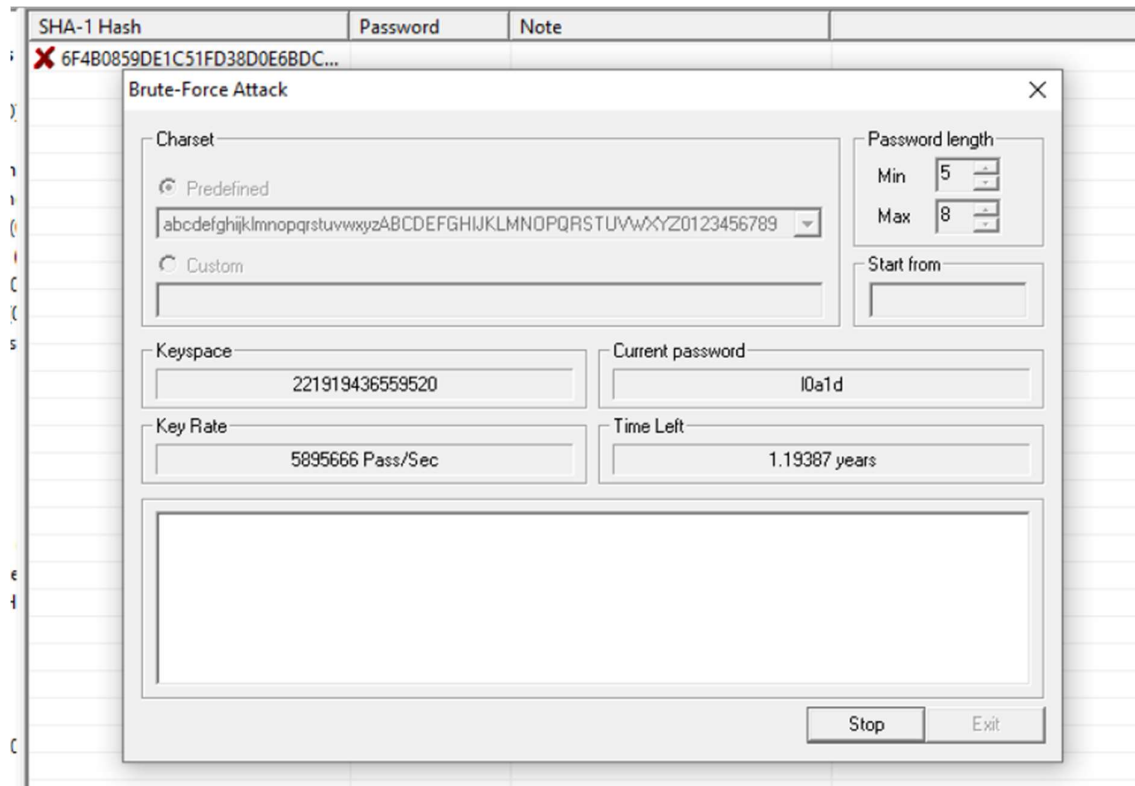 SHA-1 Hash Password Note
6F4B0859DE1C51FD38D0E6BDC...
Brute-Force Attack
Charset
Predefined
abcdefghijklmnopqrstuvwxyzABCDEFGHIJKLMNOPQRSTUVWXYZ0123456789
Custom
Password length
Min 5
Max 8
Start from
Keyspace
221919436559520
Current password
l0a1d
Key Rate
5895666 Pass/Sec
Time Left
1.19387 years
Stop Exit